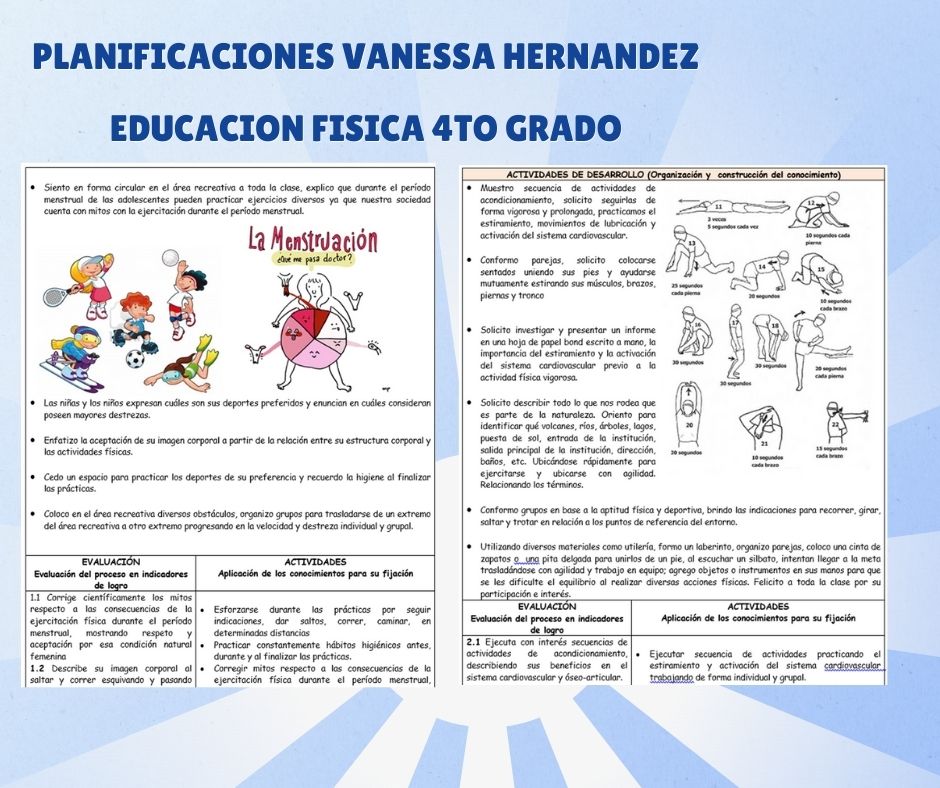 PLANIFICACIONES VANESSA HERNANDEZ
EDUCACION FISICA 4TO GRADO
• Siento en forma circular en el área recreativa a toda la clase, explico que durante el período
menstrual de las adolescentes pueden practicar ejercicios diversos ya que nuestra sociedad
cuenta con mitos con la ejercitación durante el período menstrual.
La Menstruación
¿Qué me pasa doctor?
• Las niñas y los niños expresan cuáles son sus deportes preferidos y enuncian en cuáles consideran
poseen mayores destrezas.
• Enfatizo la aceptación de su imagen corporal a partir de la relación entre su estructura corporal y
las actividades físicas.
• Cedo un espacio para practicar los deportes de su preferencia y recuerdo la higiene al finalizar
las prácticas.
• Coloco en el área recreativa diversos obstáculos, organizo grupos para trasladarse de un extremo
del área recreativa a otro extremo progresando en la velocidad y destreza individual y grupal.
EVALUACIÓN
Evaluación del proceso en indicadores
de logro
ACTIVIDADES
Aplicación de los conocimientos para su fijación
1.1 Corrige científicamente los mitos
respecto a las consecuencias de la
ejercitación física durante el período
menstrual, mostrando respeto y
aceptación por esa condición natural
femenina
1.2 Describe su imagen corporal al
saltar y correr esquivando y pasando
• Esforzarse durante las prácticas por seguir
indicaciones, dar saltos, correr, caminar, en
determinadas distancias
• Practicar constantemente hábitos higiénicos antes,
durante y al finalizar las prácticas.
• Corregir mitos respecto a las consecuencias de la
ejercitación física durante el período menstrual,
ACTIVIDADES DE DESARROLLO (Organización y construcción del conocimiento)
• Muestro secuencia de actividades de
acondicionamiento, solicito seguirlas de
forma vigorosa y prolongada, practicamos el
estiramiento, movimientos de lubricación y
activación del sistema cardiovascular.
• Conformo parejas, solicito colocarse
sentados uniendo sus pies y ayudarse
mutuamente estirando sus músculos, brazos,
piernas y tronco
• Solicito investigar y presentar un informe
en una hoja de papel bond escrito a mano, la
importancia del estiramiento y la activación
del sistema cardiovascular previo a la
actividad física vigorosa.
• Solicito describir todo lo que nos rodea que
es parte de la naturaleza. Oriento para
identificar qué volcanes, ríos, árboles, lagos,
puesta de sol, entrada de la institución,
salida principal de la institución, dirección,
baños, etc. Ubicándose rápidamente para
ejercitarse y ubicarse con agilidad.
Relacionando los términos.
11
3 veces
5 segundos cada vez
12
10 segundos cada
pierna
13
25 segundos
cada pierna
14
20 segundos
15
10 segundos
cada brazo
16
30 segundos
17
30 segundos
18
30 segundos
20 segundos
cada pierna
20
20 segundos
21
10 segundos
cada brazo
22
15 segundos
cada brazo
• Conformo grupos en base a la aptitud física y deportiva, brindo las indicaciones para recorrer, girar,
saltar y trotar en relación a los puntos de referencia del entorno.
• Utilizando diversos materiales como utilería, formo un laberinto, organizo parejas, coloco una cinta de
zapatos o una pita delgada para unirlos de un pie, al escuchar un silbato, intentan llegar a la meta
trasladándose con agilidad y trabajo en equipo; agrego objetos o instrumentos en sus manos para que
se les dificulte el equilibrio al realizar diversas acciones físicas. Felicito a toda la clase por su
participación e interés.
EVALUACIÓN
Evaluación del proceso en indicadores
de logro
ACTIVIDADES
Aplicación de los conocimientos para su fijación
2.1 Ejecuta con interés secuencias de
actividades de acondicionamiento,
describiendo sus beneficios en el
sistema cardiovascular y óseo-articular.
• Ejecutar secuencia de actividades practicando el
estiramiento y activación del sistema cardiovascular
trabajando de forma individual y grupal.